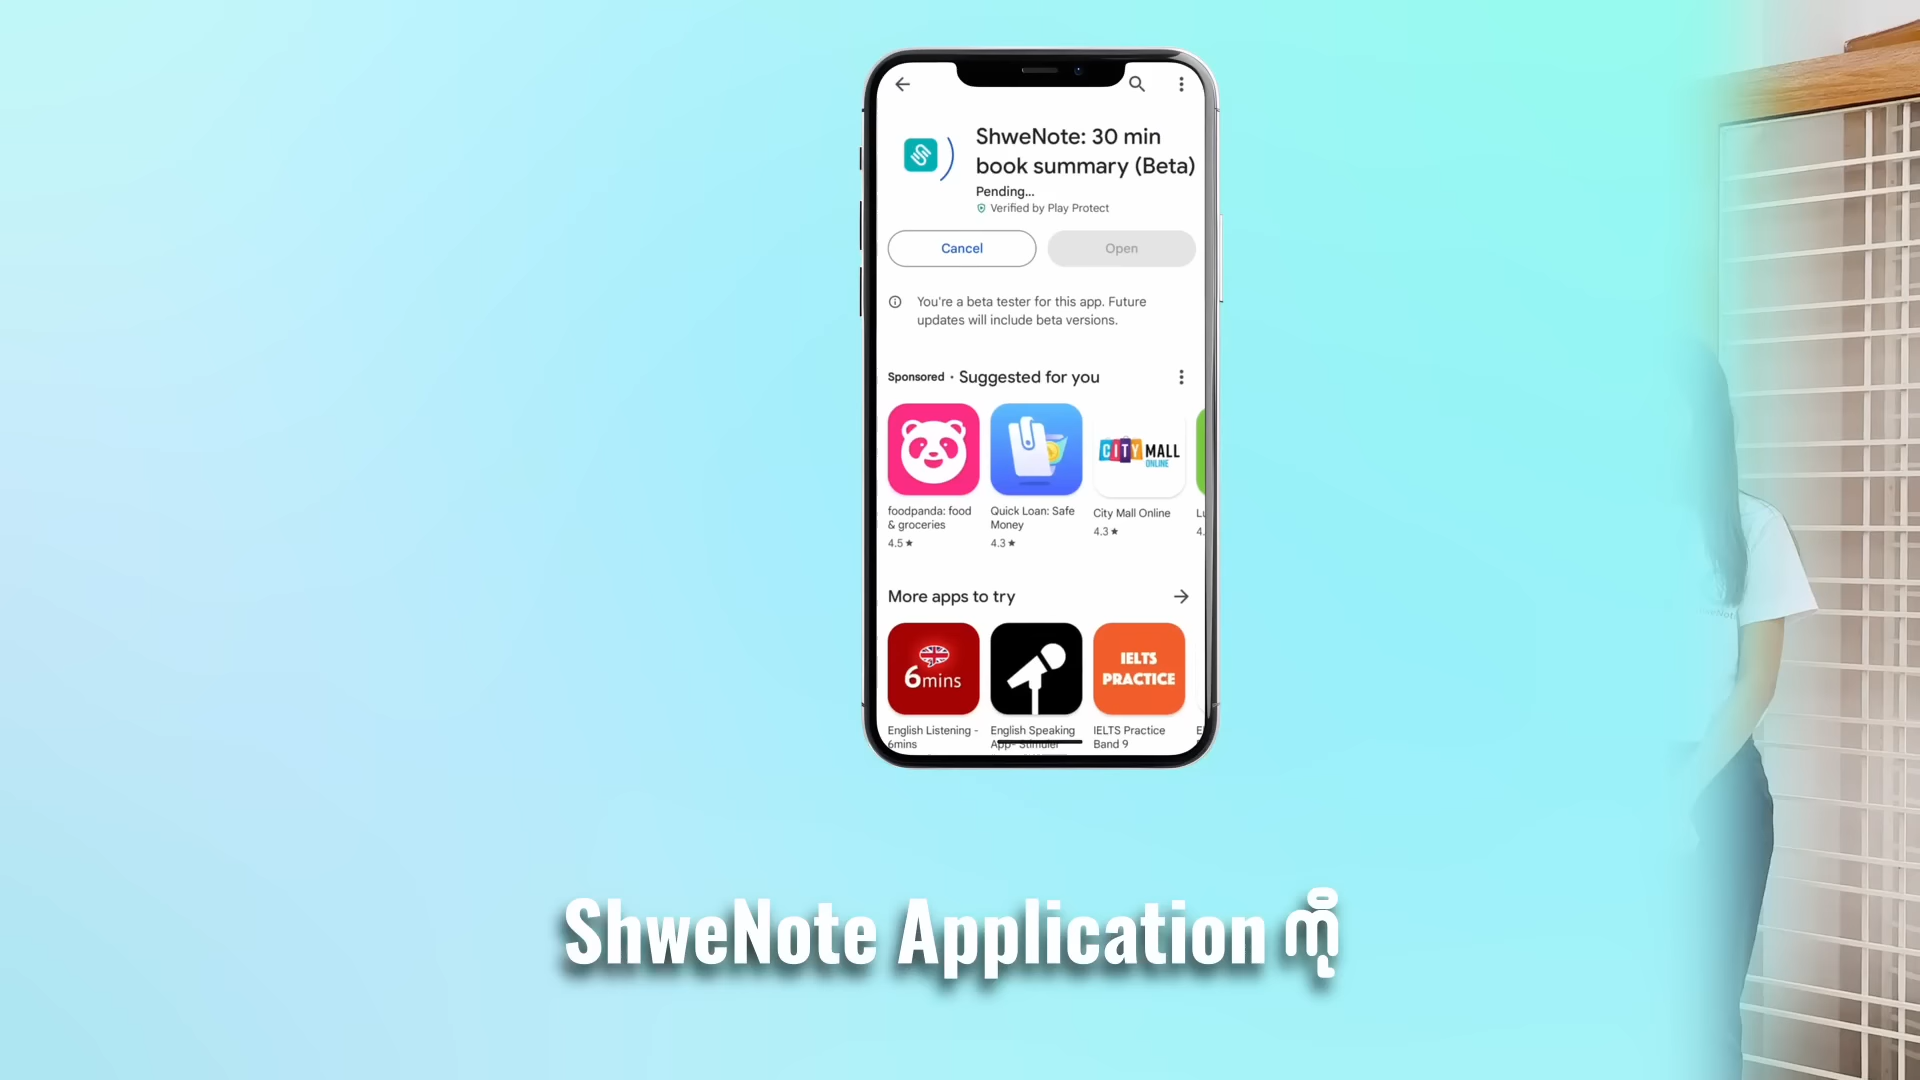 ShweNote: 30 min
book summary (Beta)
Pending...
Verified by Play Protect
Cancel
Open
You're a beta tester for this app. Future
updates will include beta versions.
Sponsored • Suggested for you
CITY MALL
ONLINE
foodpanda: food
& groceries
4.5 ★
Quick Loan: Safe
Money
4.3 ★
City Mall Online
4.3 ★
More apps to try
6mins
IELTS
PRACTICE
English Listening -
6mins
English Speaking
App- Stimuler
IELTS Practice
Band 9
ShweNote Application ကို